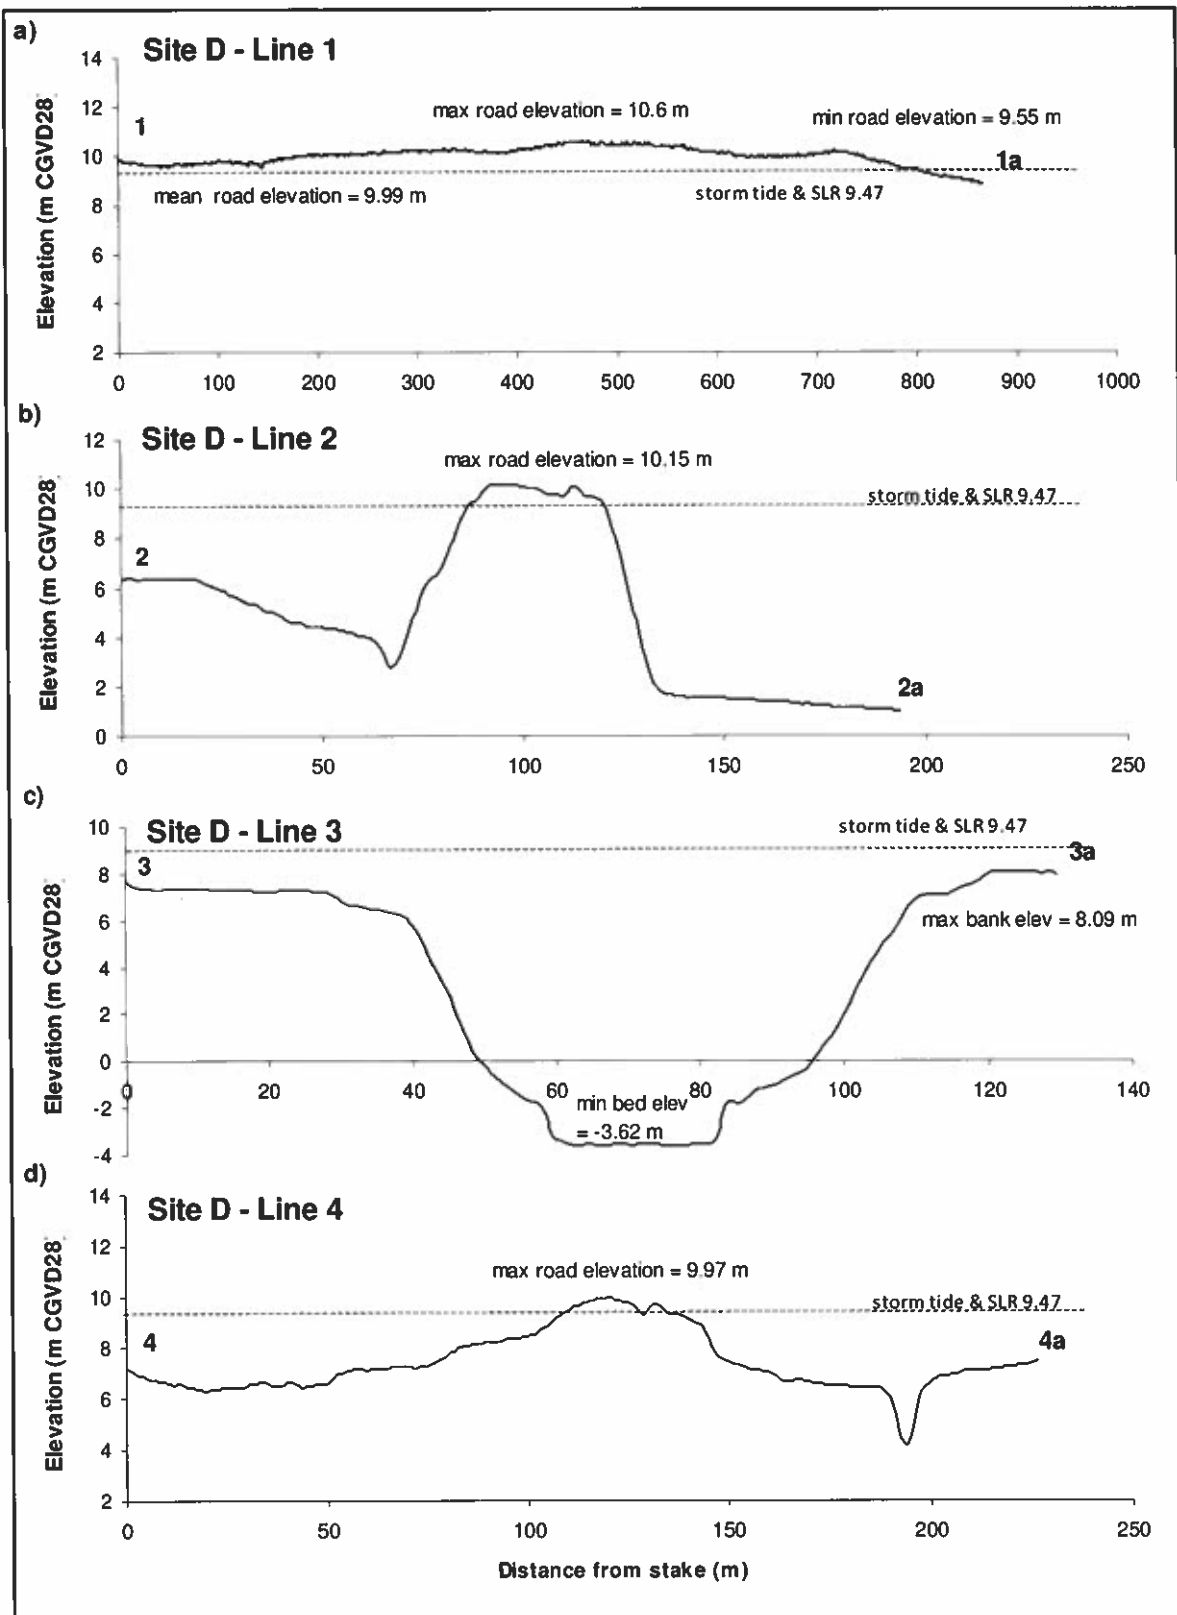 a)
Site D - Line 1
14
12
10
8
6
4
2
Elevation (m CGVD28)
1
max road elevation = 10.6 m
min road elevation = 9.55 m
1a
mean road elevation = 9.99 m
storm tide & SLR 9.47
0 100 200 300 400 500 600 700 800 900 1000
b)
Site D - Line 2
12
10
8
6
4
2
0
Elevation (m CGVD28)
max road elevation = 10.15 m
storm tide & SLR 9.47
2
2a
0 50 100 150 200 250
c)
Site D - Line 3
10
8
6
4
2
0
-2
-4
Elevation (m CGVD28)
storm tide & SLR 9.47
3
3a
max bank elev = 8.09 m
0 20 40 60 80 100 120 140
min bed elev
= -3.62 m
d)
Site D - Line 4
14
12
10
8
6
4
2
Elevation (m CGVD28)
max road elevation = 9.97 m
storm tide & SLR 9.47
4
4a
0 50 100 150 200 250
Distance from stake (m)